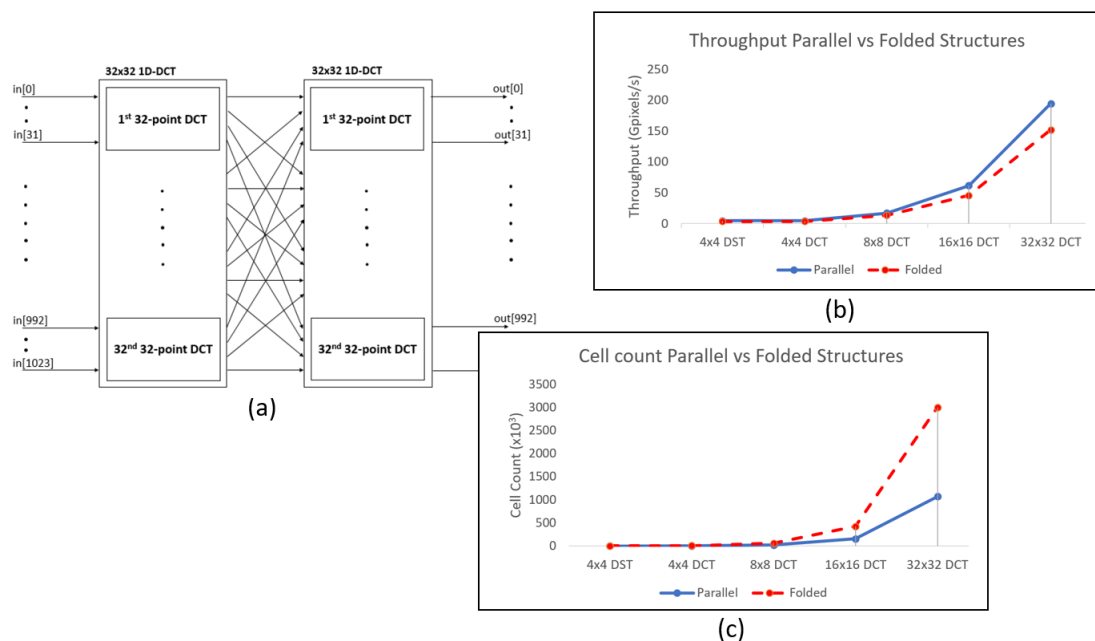 32x32 1D-DCT
32x32 1D-DCT
in[0]
in[31]
in[992]
in[1023]
1st 32-point DCT
32nd 32-point DCT
1st 32-point DCT
32nd 32-point DCT
out[0]
out[31]
out[992]
(a)
Throughput Parallel vs Folded Structures
Throughput (Gpixels/s)
250
200
150
100
50
0
4x4 DST 4x4 DCT 8x8 DCT 16x16 DCT 32x32 DCT
Parallel Folded
(b)
Cell count Parallel vs Folded Structures
Cell Count (x10³)
3500
3000
2500
2000
1500
1000
500
0
4x4 DST 4x4 DCT 8x8 DCT 16x16 DCT 32x32 DCT
Parallel Folded
(c)